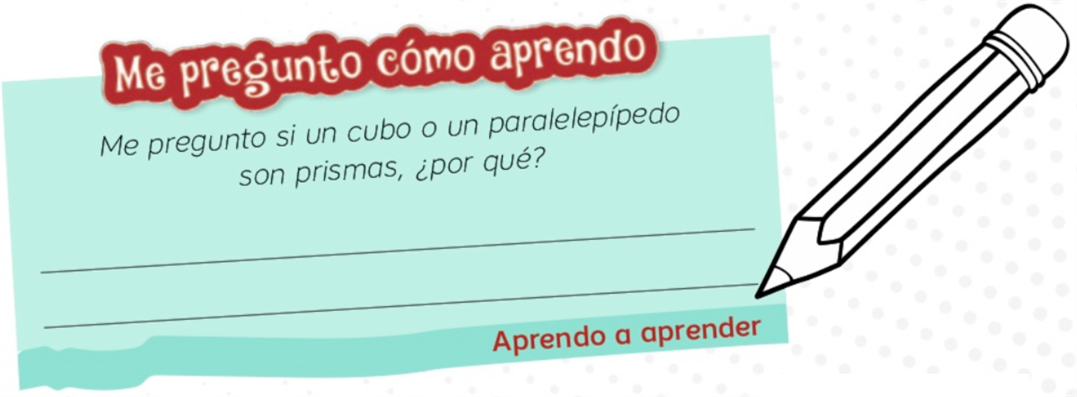 Me pregunto cómo aprendo
Me pregunto si un cubo o un paralelepípedo
son prismas, ¿por qué?
Aprendo a aprender